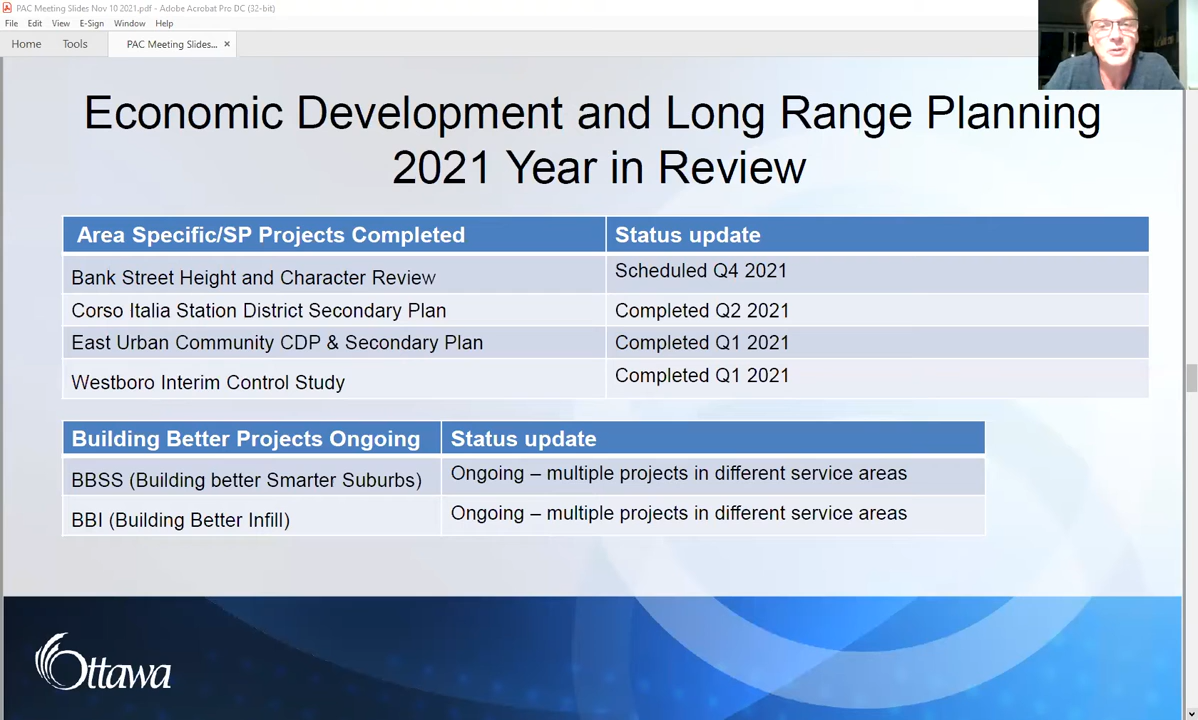 PAC Meeting Slides Nov 10 2021.pdf - Adobe Acrobat Pro DC (32-bit)
File Edit View E-Sign Window Help
Home Tools PAC Meeting Slides... ×
Economic Development and Long Range Planning
2021 Year in Review
Area Specific/SP Projects Completed Status update
Bank Street Height and Character Review Scheduled Q4 2021
Corso Italia Station District Secondary Plan Completed Q2 2021
East Urban Community CDP & Secondary Plan Completed Q1 2021
Westboro Interim Control Study Completed Q1 2021
Building Better Projects Ongoing Status update
BBSS (Building better Smarter Suburbs) Ongoing – multiple projects in different service areas
BBI (Building Better Infill) Ongoing – multiple projects in different service areas
Ottawa